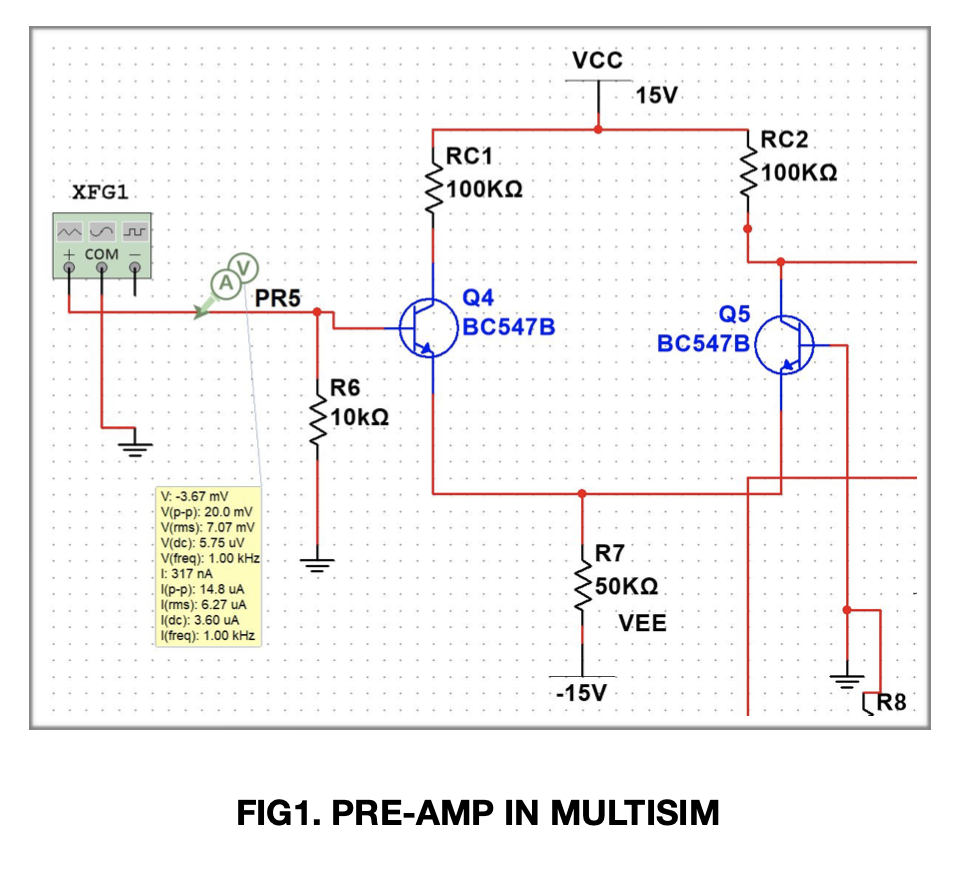 VCC
15V
RC1
100KΩ
RC2
100KΩ
XFG1
+ COM −
A
V
PR5
Q4
BC547B
Q5
BC547B
R6
10kΩ
V: -3.67 mV
V(p-p): 20.0 mV
V(rms): 7.07 mV
V(dc): 5.75 uV
V(freq): 1.00 kHz
I: 317 nA
I(p-p): 14.8 uA
I(rms): 6.27 uA
I(dc): 3.60 uA
I(freq): 1.00 kHz
R7
50KΩ
VEE
-15V
R8
FIG1. PRE-AMP IN MULTISIM